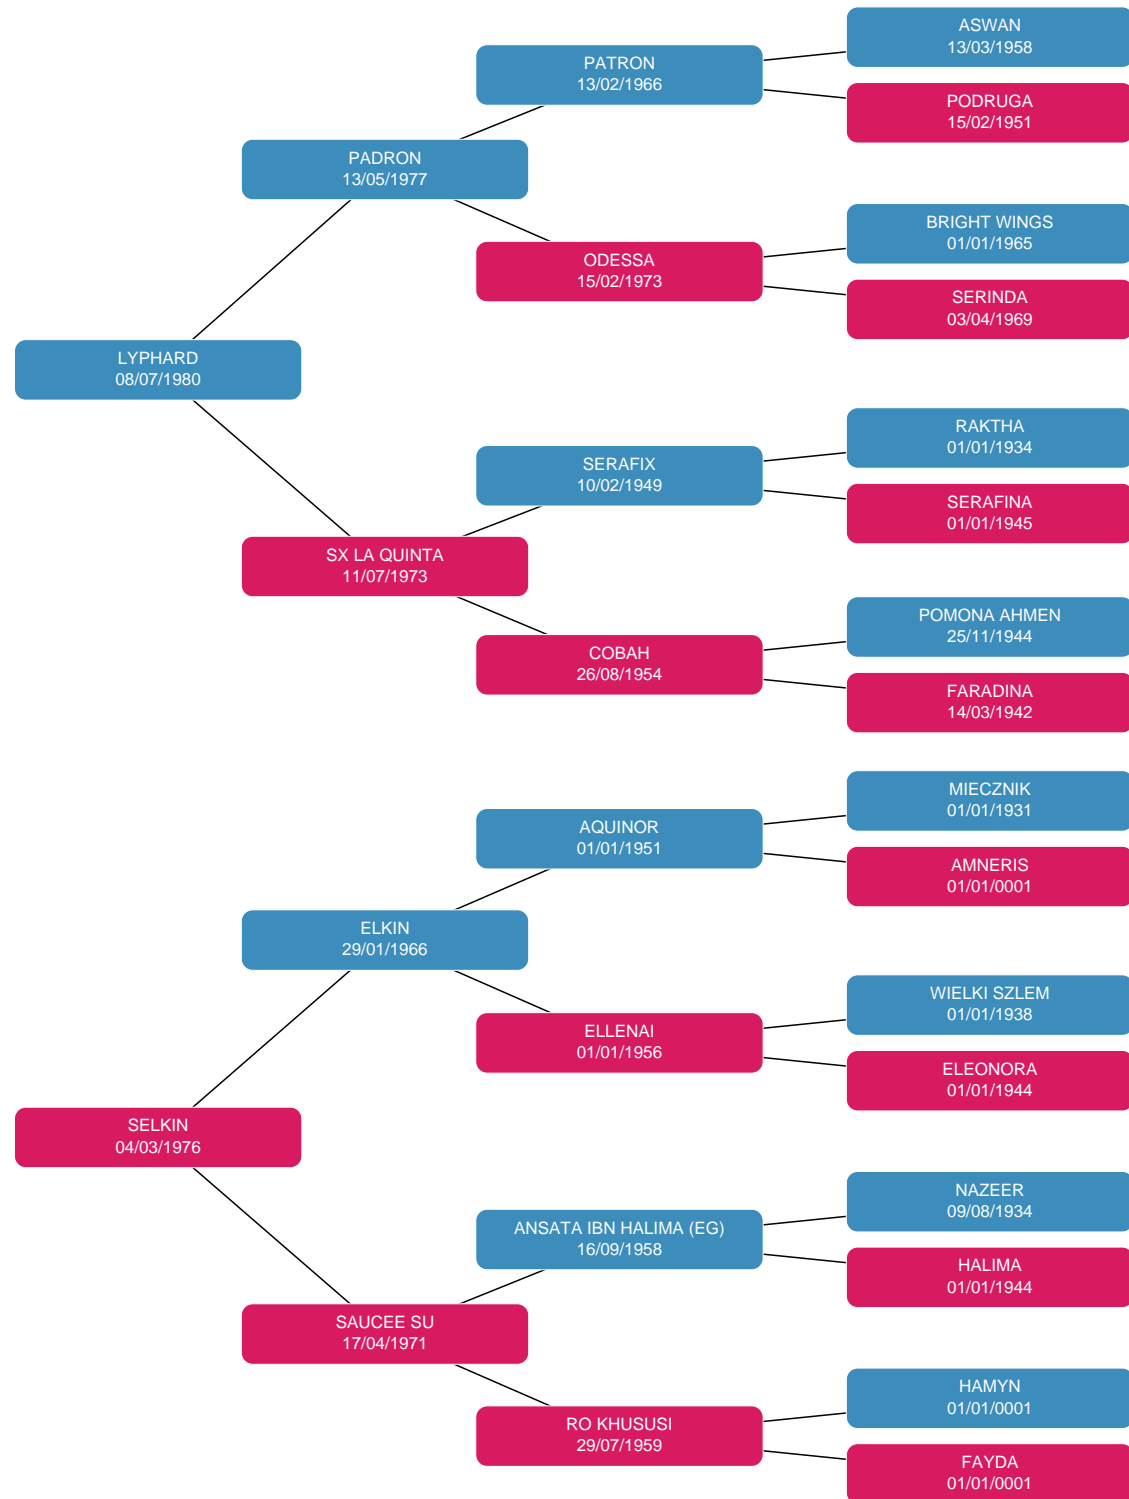 ASWAN
13/03/1958
PATRON
13/02/1966
PODRUGA
15/02/1951
PADRON
13/05/1977
BRIGHT WINGS
01/01/1965
ODESSA
15/02/1973
SERINDA
03/04/1969
LYPHARD
08/07/1980
RAKTHA
01/01/1934
SERAFIX
10/02/1949
SERAFINA
01/01/1945
SX LA QUINTA
11/07/1973
POMONA AHMEN
25/11/1944
COBAH
26/08/1954
FARADINA
14/03/1942
MIECZNIK
01/01/1931
AQUINOR
01/01/1951
AMNERIS
01/01/0001
ELKIN
29/01/1966
WIELKI SZLEM
01/01/1938
ELLENAI
01/01/1956
ELEONORA
01/01/1944
SELKIN
04/03/1976
NAZEER
09/08/1934
ANSATA IBN HALIMA (EG)
16/09/1958
HALIMA
01/01/1944
SAUCEE SU
17/04/1971
HAMYN
01/01/0001
RO KHUSUSI
29/07/1959
FAYDA
01/01/0001